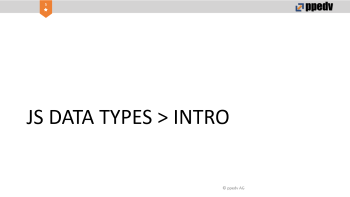 ppedv
JS DATA TYPES > INTRO
© ppedv AG